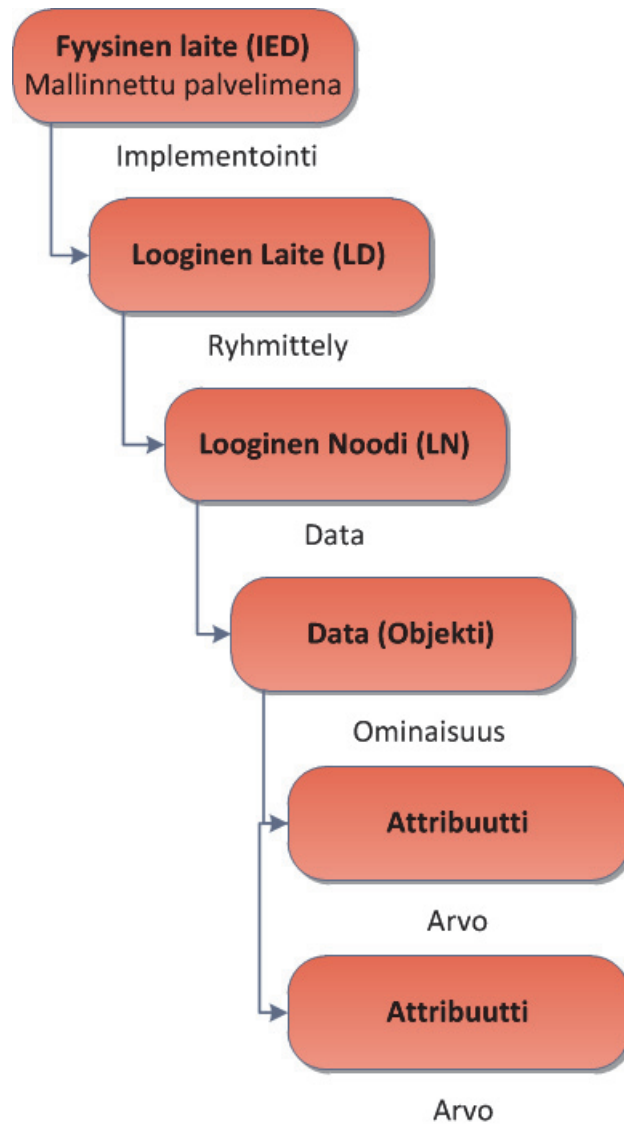 Fyysinen laite (IED)
Mallinnettu palvelimena
Implementointi
Looginen Laite (LD)
Ryhmittely
Looginen Noodi (LN)
Data
Data (Objekti)
Ominaisuus
Attribuutti
Arvo
Attribuutti
Arvo